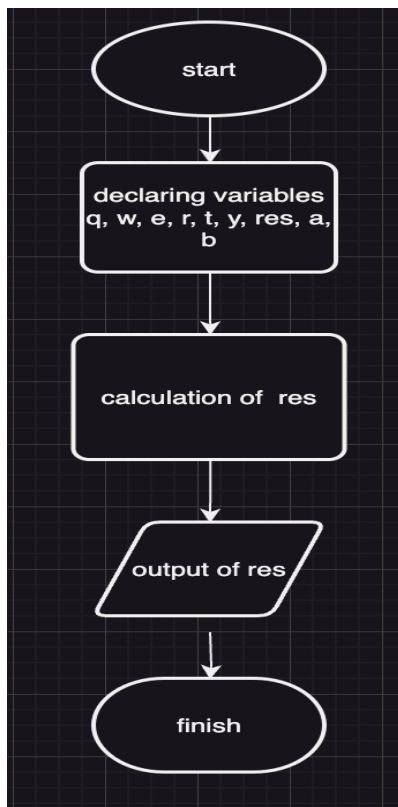 start
declaring variables
q, w, e, r, t, y, res, a,
b
calculation of  res
output of res
finish